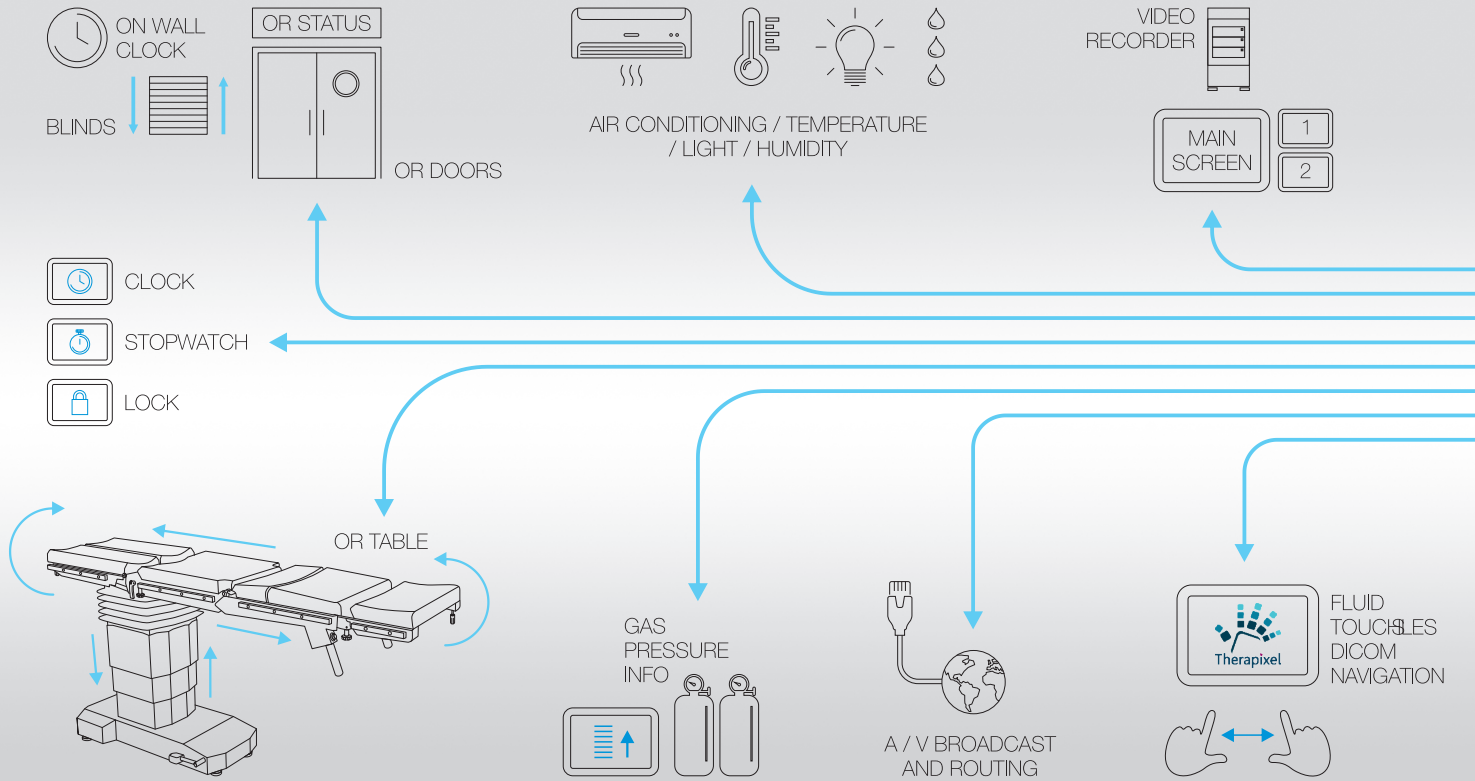 ON WALL
CLOCK
OR STATUS
BLINDS
OR DOORS
AIR CONDITIONING / TEMPERATURE
/ LIGHT / HUMIDITY
VIDEO
RECORDER
MAIN
SCREEN
1
2
CLOCK
STOPWATCH
LOCK
OR TABLE
GAS
PRESSURE
INFO
A / V BROADCAST
AND ROUTING
Therapixel
FLUID
TOUCHSLES
DICOM
NAVIGATION